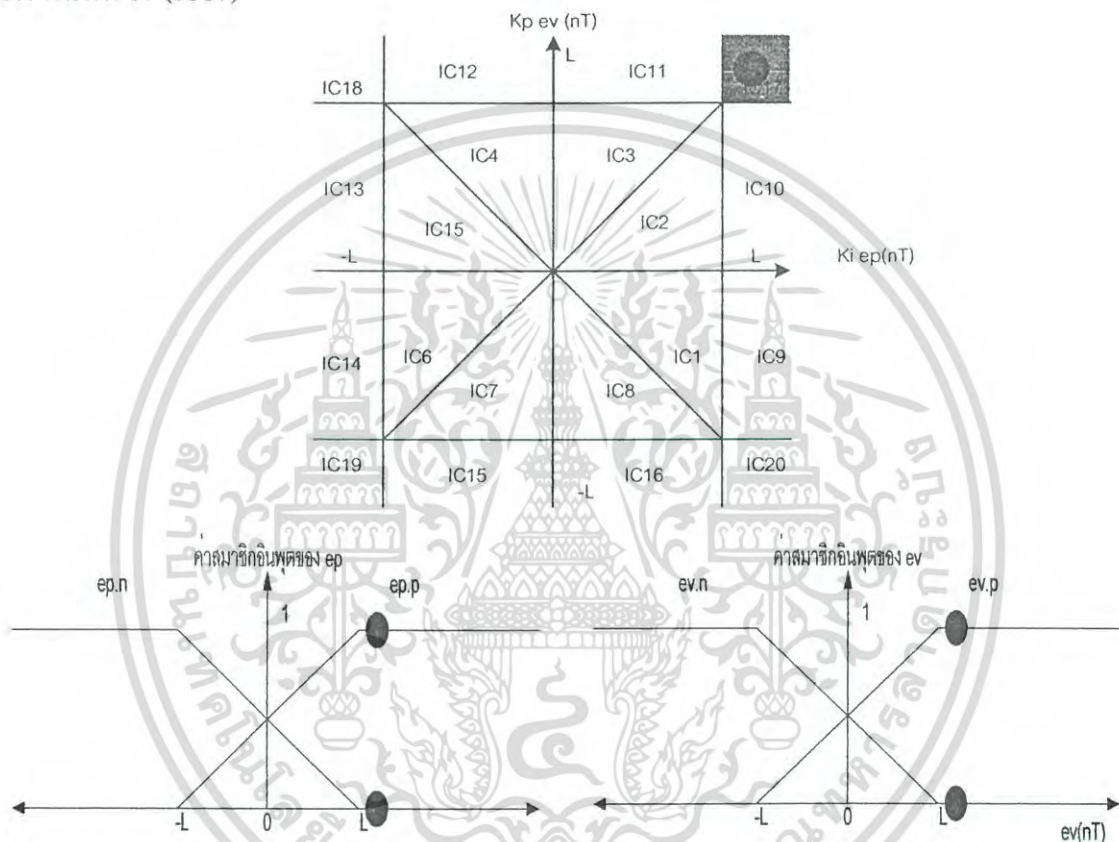 Kp ev (nT)
L
IC12
IC11
IC18
IC4
IC3
IC13
IC10
IC15
IC2
-L
L
Ki ep(nT)
IC14
IC6
IC1
IC9
IC7
IC8
IC19
IC15
IC16
IC20
-L
ค่าสมาชิกอินพุตของ ep
ค่าสมาชิกอินพุตของ ev
ep.n
ep.p
ev.n
ev.p
1
1
-L
0
L
-L
0
L
ev(nT)